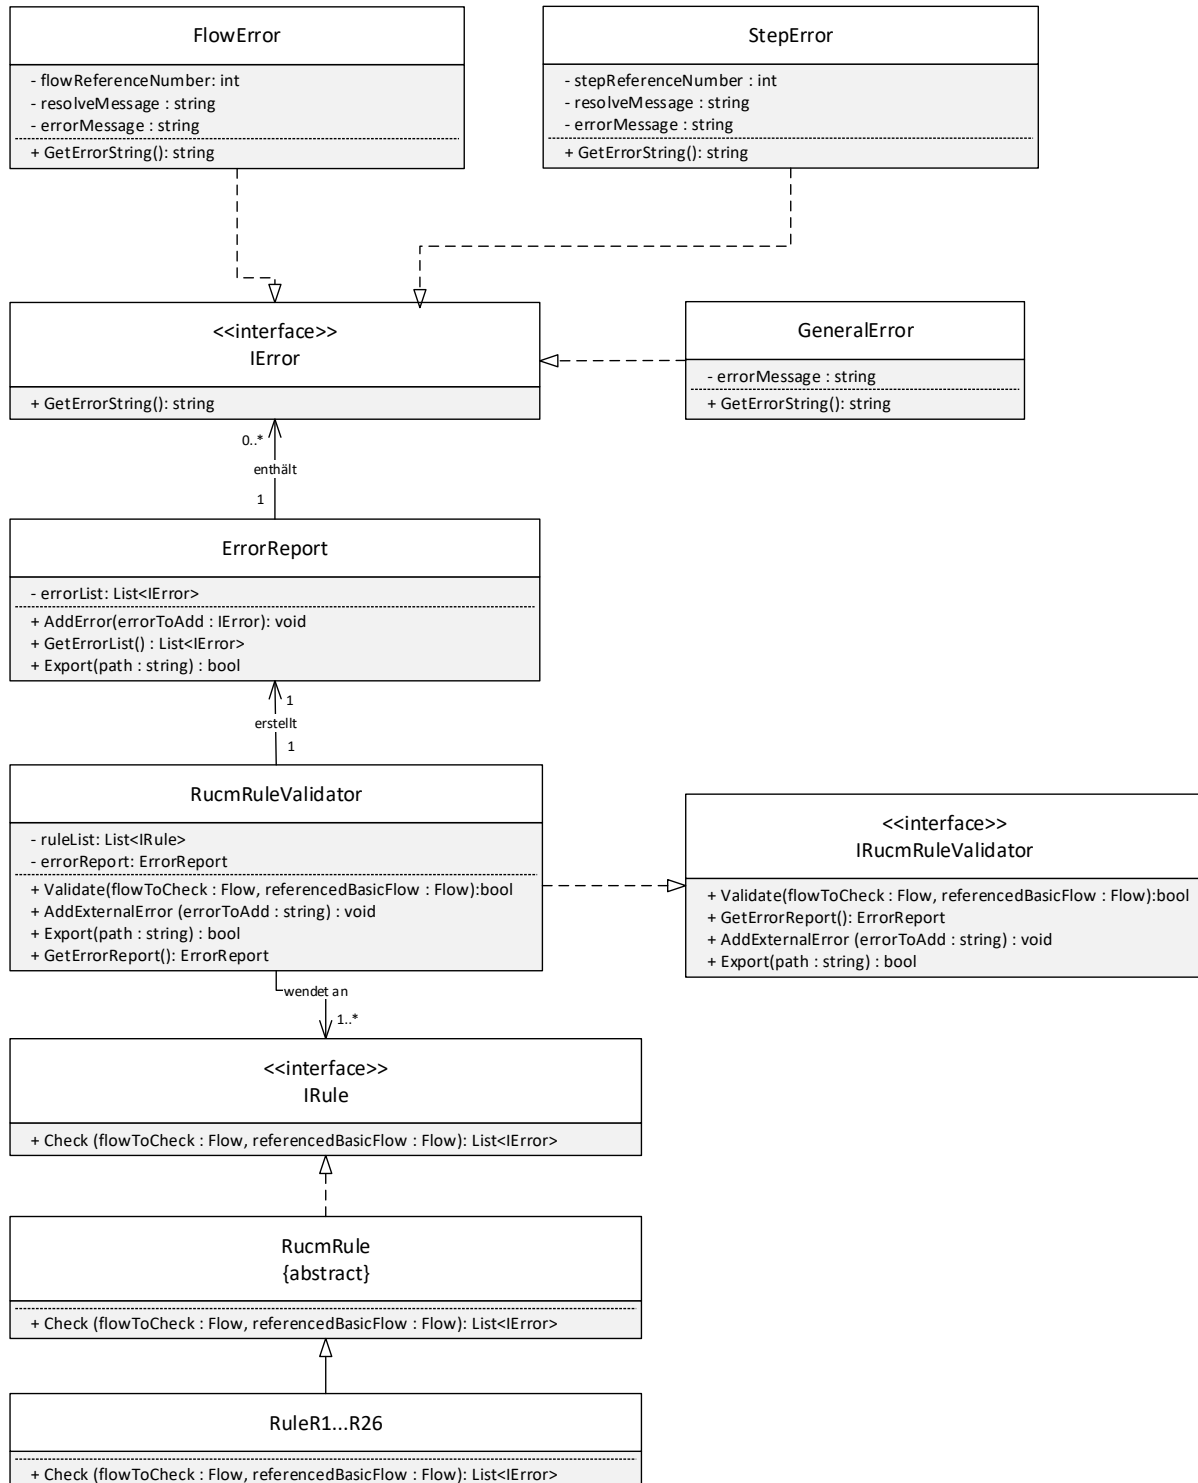 FlowError
- flowReferenceNumber: int
- resolveMessage : string
- errorMessage : string
+ GetErrorString(): string
StepError
- stepReferenceNumber : int
- resolveMessage : string
- errorMessage : string
+ GetErrorString(): string
<<interface>>
IError
+ GetErrorString(): string
GeneralError
- errorMessage : string
+ GetErrorString(): string
0..*
enthält
1
ErrorReport
- errorList: List<IError>
+ AddError(errorToAdd : IError): void
+ GetErrorList() : List<IError>
+ Export(path : string) : bool
1
erstellt
1
RucmRuleValidator
- ruleList: List<IRule>
- errorReport: ErrorReport
+ Validate(flowToCheck : Flow, referencedBasicFlow : Flow):bool
+ AddExternalError (errorToAdd : string) : void
+ Export(path : string) : bool
+ GetErrorReport(): ErrorReport
<<interface>>
IRucmRuleValidator
+ Validate(flowToCheck : Flow, referencedBasicFlow : Flow):bool
+ GetErrorReport(): ErrorReport
+ AddExternalError (errorToAdd : string) : void
+ Export(path : string) : bool
wendet an
1..*
<<interface>>
IRule
+ Check (flowToCheck : Flow, referencedBasicFlow : Flow): List<IError>
RucmRule
{abstract}
+ Check (flowToCheck : Flow, referencedBasicFlow : Flow): List<IError>
RuleR1...R26
+ Check (flowToCheck : Flow, referencedBasicFlow : Flow): List<IError>